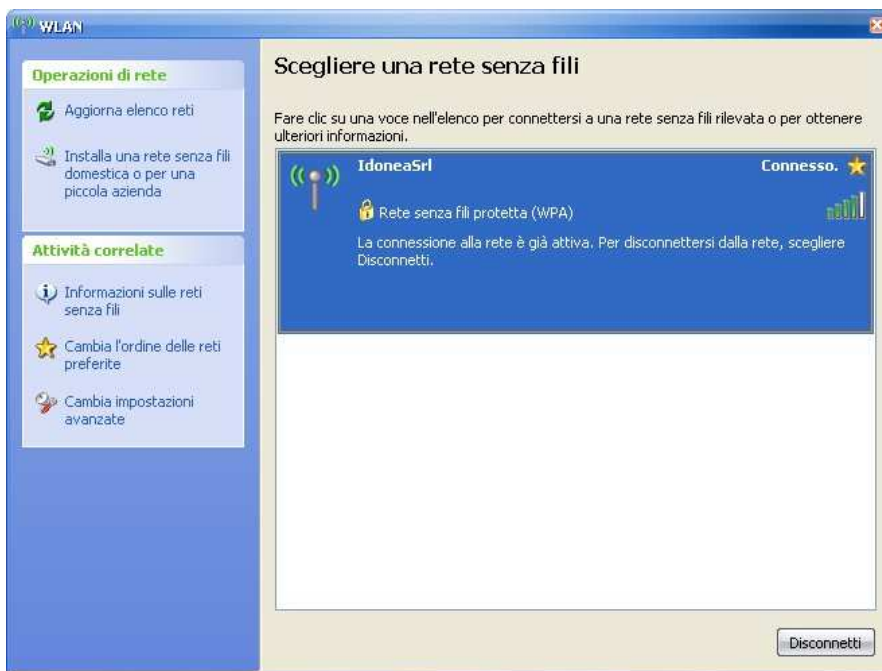 WLAN
Operazioni di rete
Aggiorna elenco reti
Installa una rete senza fili
domestica o per una
piccola azienda
Attività correlate
Informazioni sulle reti
senza fili
Cambia l'ordine delle reti
preferite
Cambia impostazioni
avanzate
Scegliere una rete senza fili
Fare clic su una voce nell'elenco per connettersi a una rete senza fili rilevata o per ottenere
ulteriori informazioni.
IdoneaSrl Connesso.
Rete senza fili protetta (WPA)
La connessione alla rete è già attiva. Per disconnettersi dalla rete, scegliere
Disconnetti.
Disconnetti